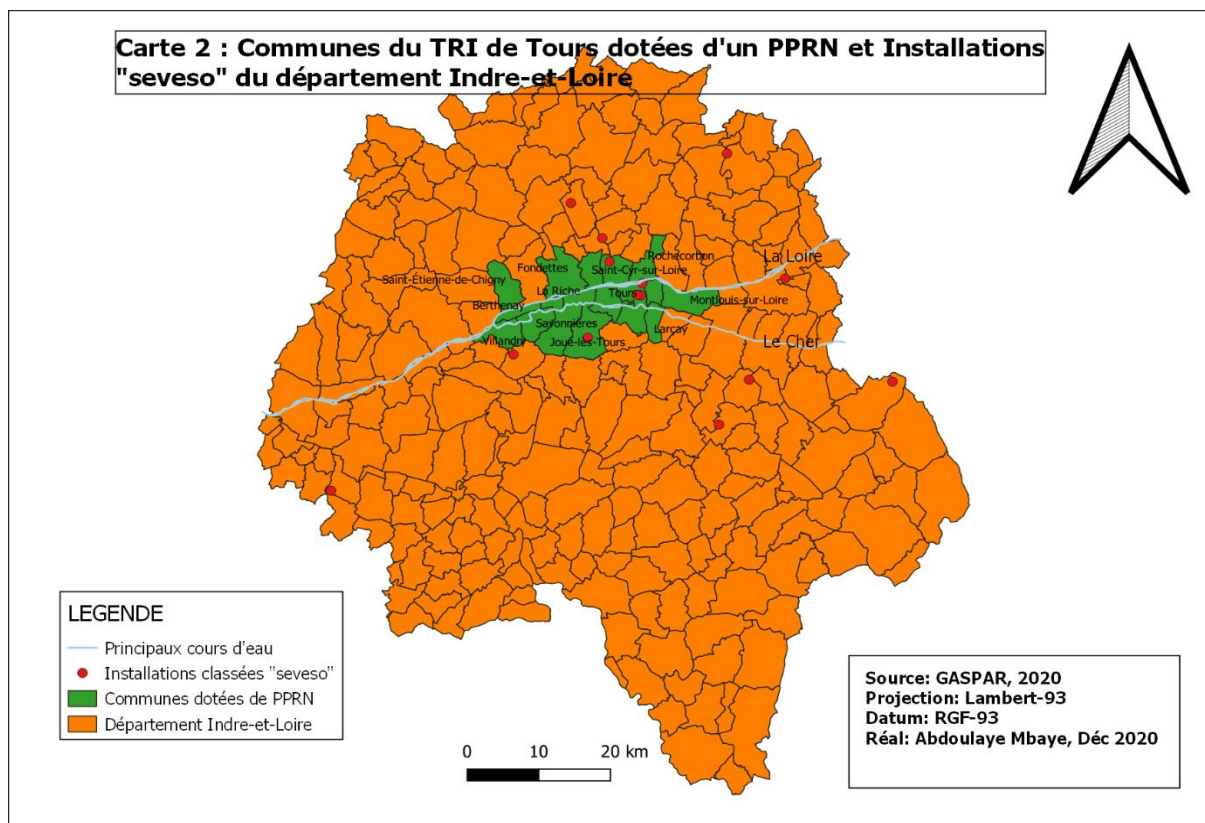 Carte 2 : Communes du TRI de Tours dotées d'un PPRN et Installations
"seveso" du département Indre-et-Loire
Rochecorbon
La Loire
Fondettes
Saint-Cyr-sur-Loire
Saint-Étienne-de-Chigny
La Riche
Tours
Montlouis-sur-Loire
Berthenay
Savonnières
Larçay
Villandry
Joué-lès-Tours
Le Cher
LEGENDE
Principaux cours d'eau
Installations classées "seveso"
Communes dotées de PPRN
Département Indre-et-Loire
0 10 20 km
Source: GASPAR, 2020
Projection: Lambert-93
Datum: RGF-93
Réal: Abdoulaye Mbaye, Déc 2020